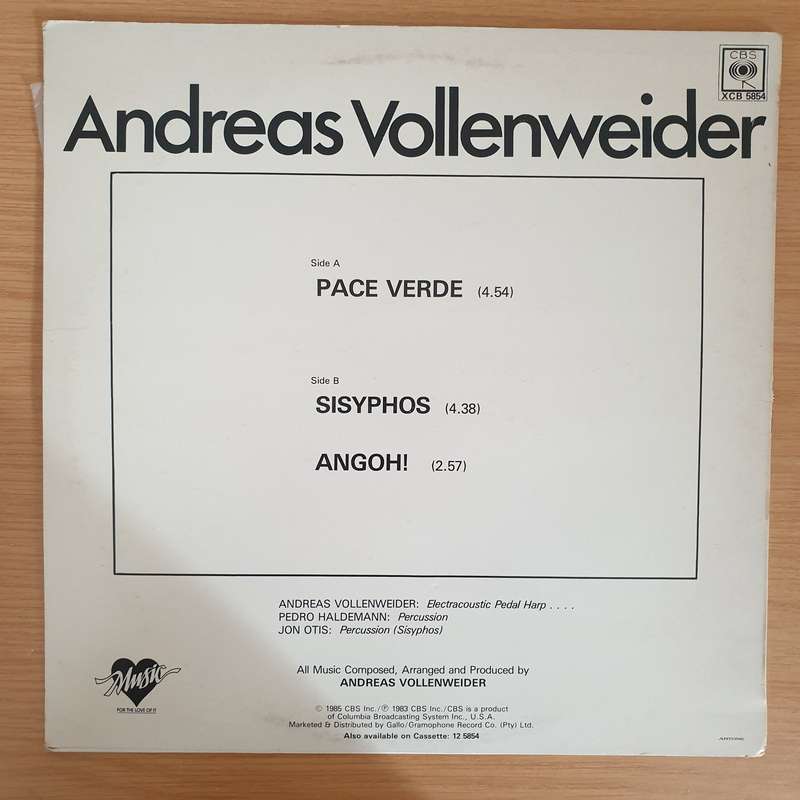 CBS
XCB 5854
Andreas Vollenweider
Side A
PACE VERDE (4.54)
Side B
SISYPHOS (4.38)
ANGOH! (2.57)
ANDREAS VOLLENWEIDER: Electracoustic Pedal Harp . . . .
PEDRO HALDEMANN: Percussion
JON OTIS: Percussion (Sisyphos)
All Music Composed, Arranged and Produced by
ANDREAS VOLLENWEIDER
Music
FOR THE LOVE OF IT
© 1985 CBS Inc./℗ 1983 CBS Inc./CBS is a product
of Columbia Broadcasting System Inc., U.S.A.
Marketed & Distributed by Gallo/Gramophone Record Co. (Pty) Ltd.
Also available on Cassette: 12 5854